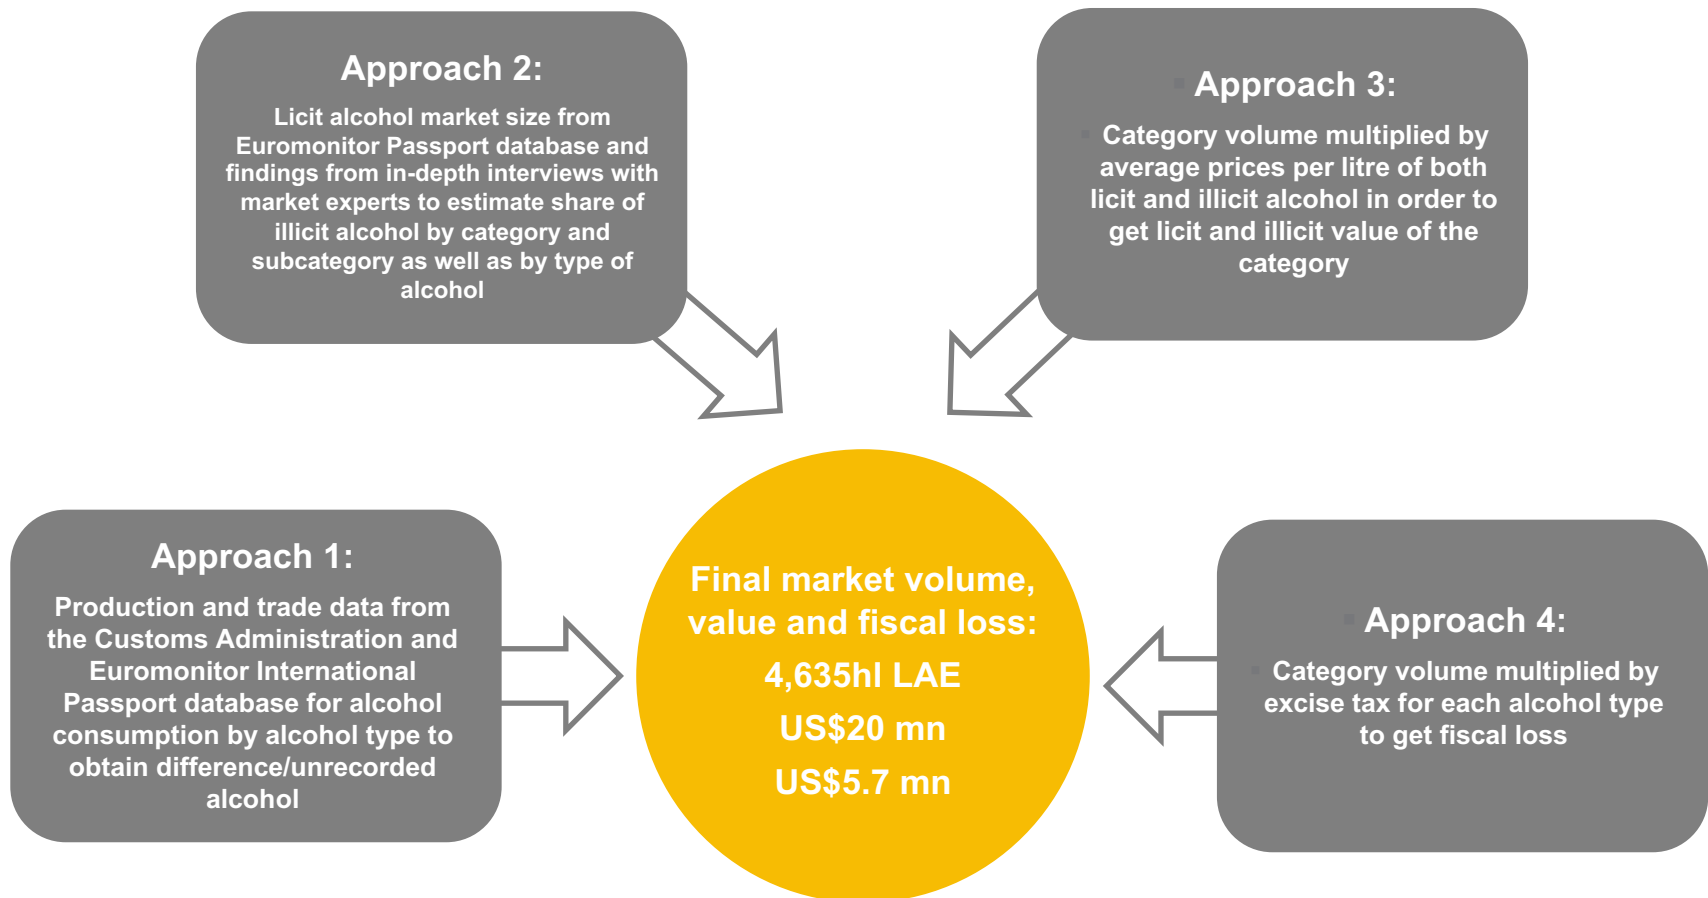 Approach 2:
Licit alcohol market size from
Euromonitor Passport database and
findings from in-depth interviews with
market experts to estimate share of
illicit alcohol by category and
subcategory as well as by type of
alcohol
Approach 3:
Category volume multiplied by
average prices per litre of both
licit and illicit alcohol in order to
get licit and illicit value of the
category
Approach 1:
Production and trade data from
the Customs Administration and
Euromonitor International
Passport database for alcohol
consumption by alcohol type to
obtain difference/unrecorded
alcohol
Final market volume,
value and fiscal loss:
4,635hl LAE
US$20 mn
US$5.7 mn
Approach 4:
Category volume multiplied by
excise tax for each alcohol type
to get fiscal loss